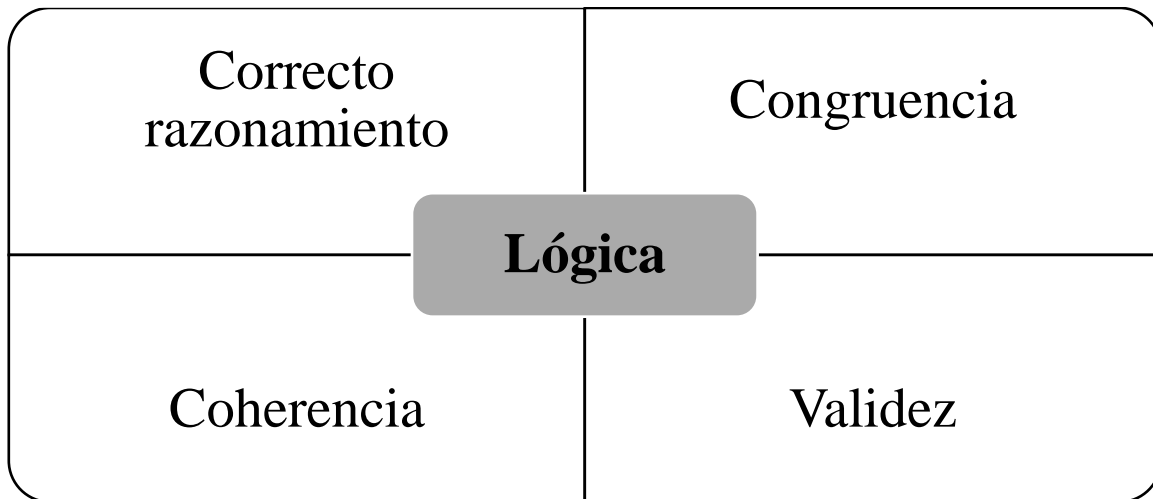 Correcto
razonamiento
Congruencia
Lógica
Coherencia
Validez